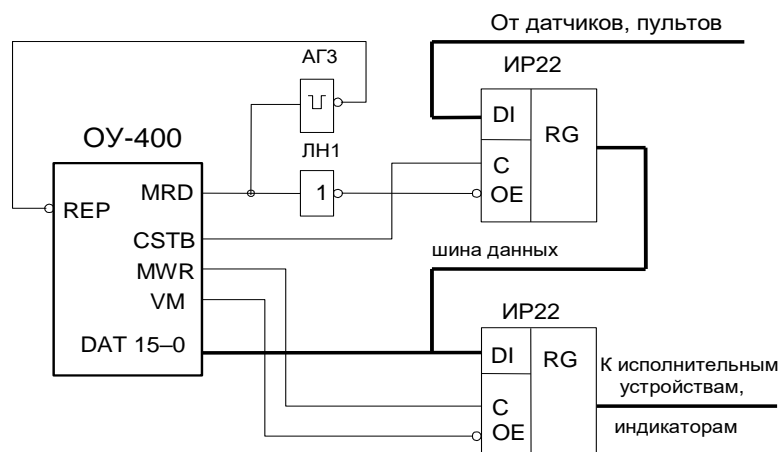 От датчиков, пультов
АГ3
ИР22
ОУ-400
ЛН1
DI
RG
C
OE
REP
MRD
1
CSTB
MWR
VM
DAT 15–0
шина данных
ИР22
DI
RG
C
OE
К исполнительным
устройствам,
индикаторам